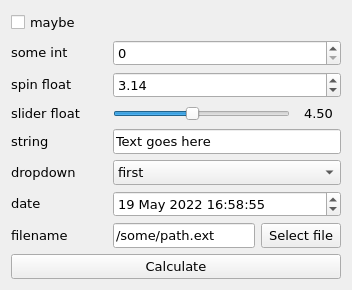 maybe
some int 0
spin float 3.14
slider float 4.50
string Text goes here
dropdown first
date 19 May 2022 16:58:55
filename /some/path.ext Select file
Calculate